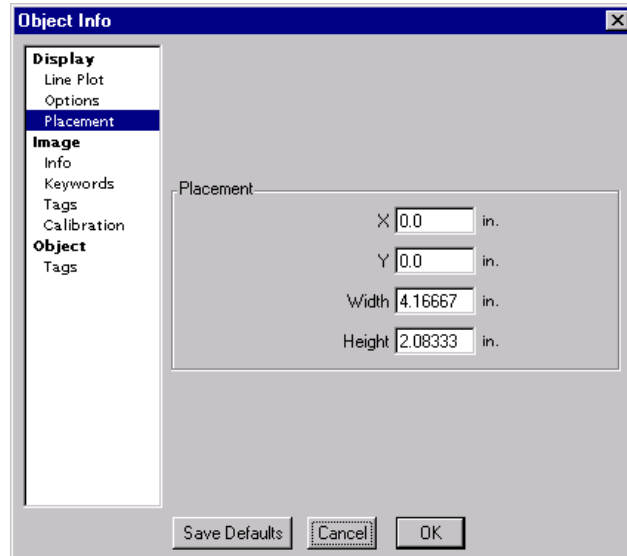 Object Info
Display
Line Plot
Options
Placement
Image
Info
Keywords
Tags
Calibration
Object
Tags
Placement
X 0.0 in.
Y 0.0 in.
Width 4.16667 in.
Height 2.08333 in.
Save Defaults Cancel OK